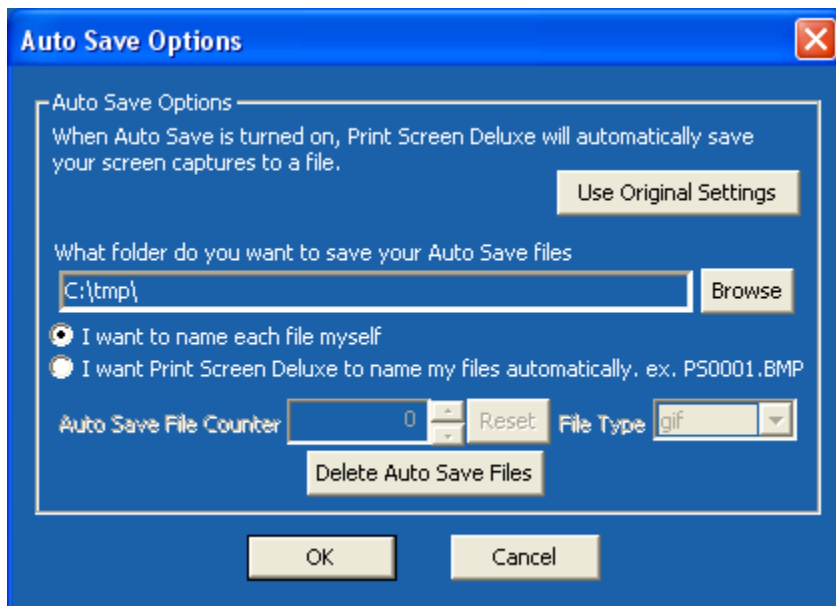 Auto Save Options
Auto Save Options
When Auto Save is turned on, Print Screen Deluxe will automatically save
your screen captures to a file.
Use Original Settings
What folder do you want to save your Auto Save files
C:\tmp\
Browse
I want to name each file myself
I want Print Screen Deluxe to name my files automatically. ex. PS0001.BMP
Auto Save File Counter 0 Reset File Type gif
Delete Auto Save Files
OK Cancel